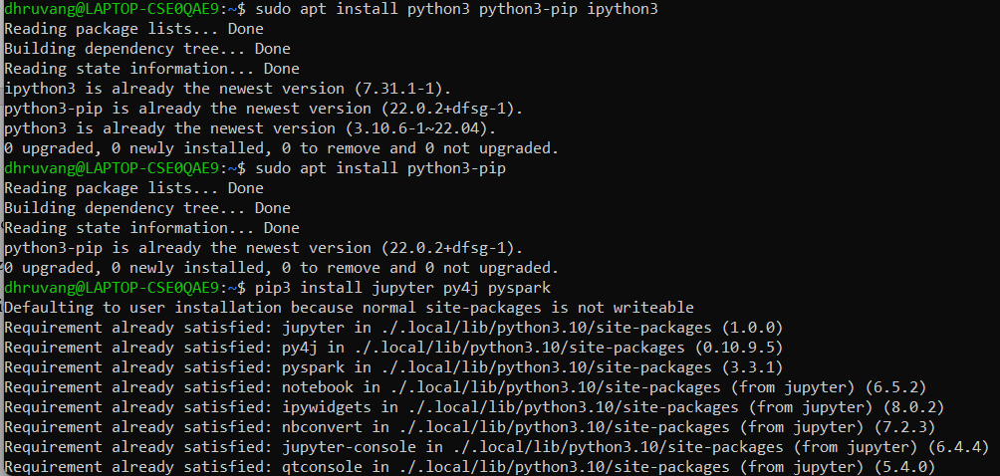 dhruvang@LAPTOP-CSE0QAE9:~$ sudo apt install python3 python3-pip ipython3
Reading package lists... Done
Building dependency tree... Done
Reading state information... Done
ipython3 is already the newest version (7.31.1-1).
python3-pip is already the newest version (22.0.2+dfsg-1).
python3 is already the newest version (3.10.6-1~22.04).
0 upgraded, 0 newly installed, 0 to remove and 0 not upgraded.
dhruvang@LAPTOP-CSE0QAE9:~$ sudo apt install python3-pip
Reading package lists... Done
Building dependency tree... Done
Reading state information... Done
python3-pip is already the newest version (22.0.2+dfsg-1).
0 upgraded, 0 newly installed, 0 to remove and 0 not upgraded.
dhruvang@LAPTOP-CSE0QAE9:~$ pip3 install jupyter py4j pyspark
Defaulting to user installation because normal site-packages is not writeable
Requirement already satisfied: jupyter in ./.local/lib/python3.10/site-packages (1.0.0)
Requirement already satisfied: py4j in ./.local/lib/python3.10/site-packages (0.10.9.5)
Requirement already satisfied: pyspark in ./.local/lib/python3.10/site-packages (3.3.1)
Requirement already satisfied: notebook in ./.local/lib/python3.10/site-packages (from jupyter) (6.5.2)
Requirement already satisfied: ipywidgets in ./.local/lib/python3.10/site-packages (from jupyter) (8.0.2)
Requirement already satisfied: nbconvert in ./.local/lib/python3.10/site-packages (from jupyter) (7.2.3)
Requirement already satisfied: jupyter-console in ./.local/lib/python3.10/site-packages (from jupyter) (6.4.4)
Requirement already satisfied: qtconsole in ./.local/lib/python3.10/site-packages (from jupyter) (5.4.0)